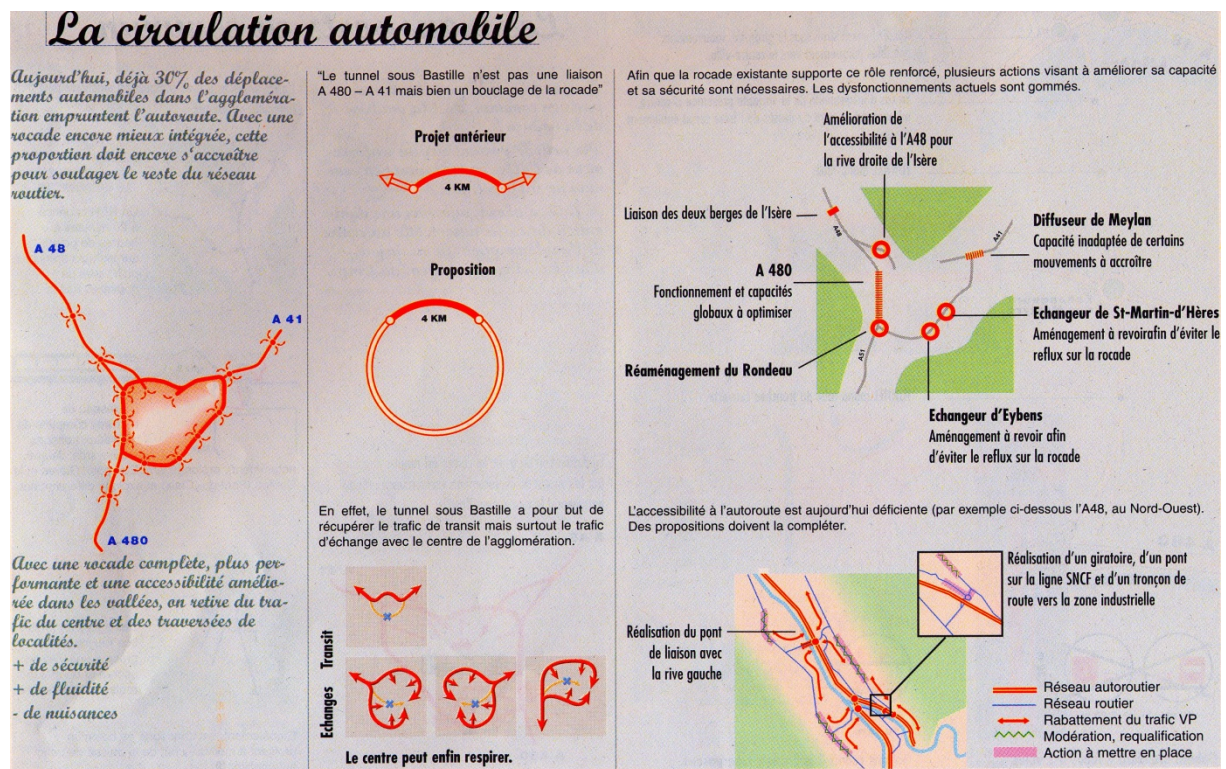 La circulation automobile
Aujourd'hui, déjà 30% des déplace-
ments automobiles dans l'aggloméra-
tion empruntent l'autoroute. Avec une
rocade encore mieux intégrée, cette
proportion doit encore s'accroître
pour soulager le reste du réseau
routier.
A 48
A 41
A 480
Avec une rocade complète, plus per-
formante et une accessibilité amélio-
rée dans les vallées, on retire du tra-
fic du centre et des traversées de
localités.
+ de sécurité
+ de fluidité
- de nuisances
"Le tunnel sous Bastille n'est pas une liaison
A 480 – A 41 mais bien un bouclage de la rocade"
Projet antérieur
4 KM
Proposition
4 KM
En effet, le tunnel sous Bastille a pour but de
récupérer le trafic de transit mais surtout le trafic
d'échange avec le centre de l'agglomération.
Transit
Echanges
Le centre peut enfin respirer.
Afin que la rocade existante supporte ce rôle renforcé, plusieurs actions visant à améliorer sa capacité
et sa sécurité sont nécessaires. Les dysfonctionnements actuels sont gommés.
Amélioration de
l'accessibilité à l'A48 pour
la rive droite de l'Isère
Liaison des deux berges de l'Isère
A48
A41
Diffuseur de Meylan
Capacité inadaptée de certains
mouvements à accroître
A 480
Fonctionnement et capacités
globaux à optimiser
Echangeur de St-Martin-d'Hères
Aménagement à revoirafin d'éviter le
reflux sur la rocade
A51
Réaménagement du Rondeau
Echangeur d'Eybens
Aménagement à revoir afin
d'éviter le reflux sur la rocade
L'accessibilité à l'autoroute est aujourd'hui déficiente (par exemple ci-dessous l'A48, au Nord-Ouest).
Des propositions doivent la compléter.
Réalisation d'un giratoire, d'un pont
sur la ligne SNCF et d'un tronçon de
route vers la zone industrielle
Réalisation du pont
de liaison avec
la rive gauche
Réseau autoroutier
Réseau routier
Rabattement du trafic VP
Modération, requalification
Action à mettre en place